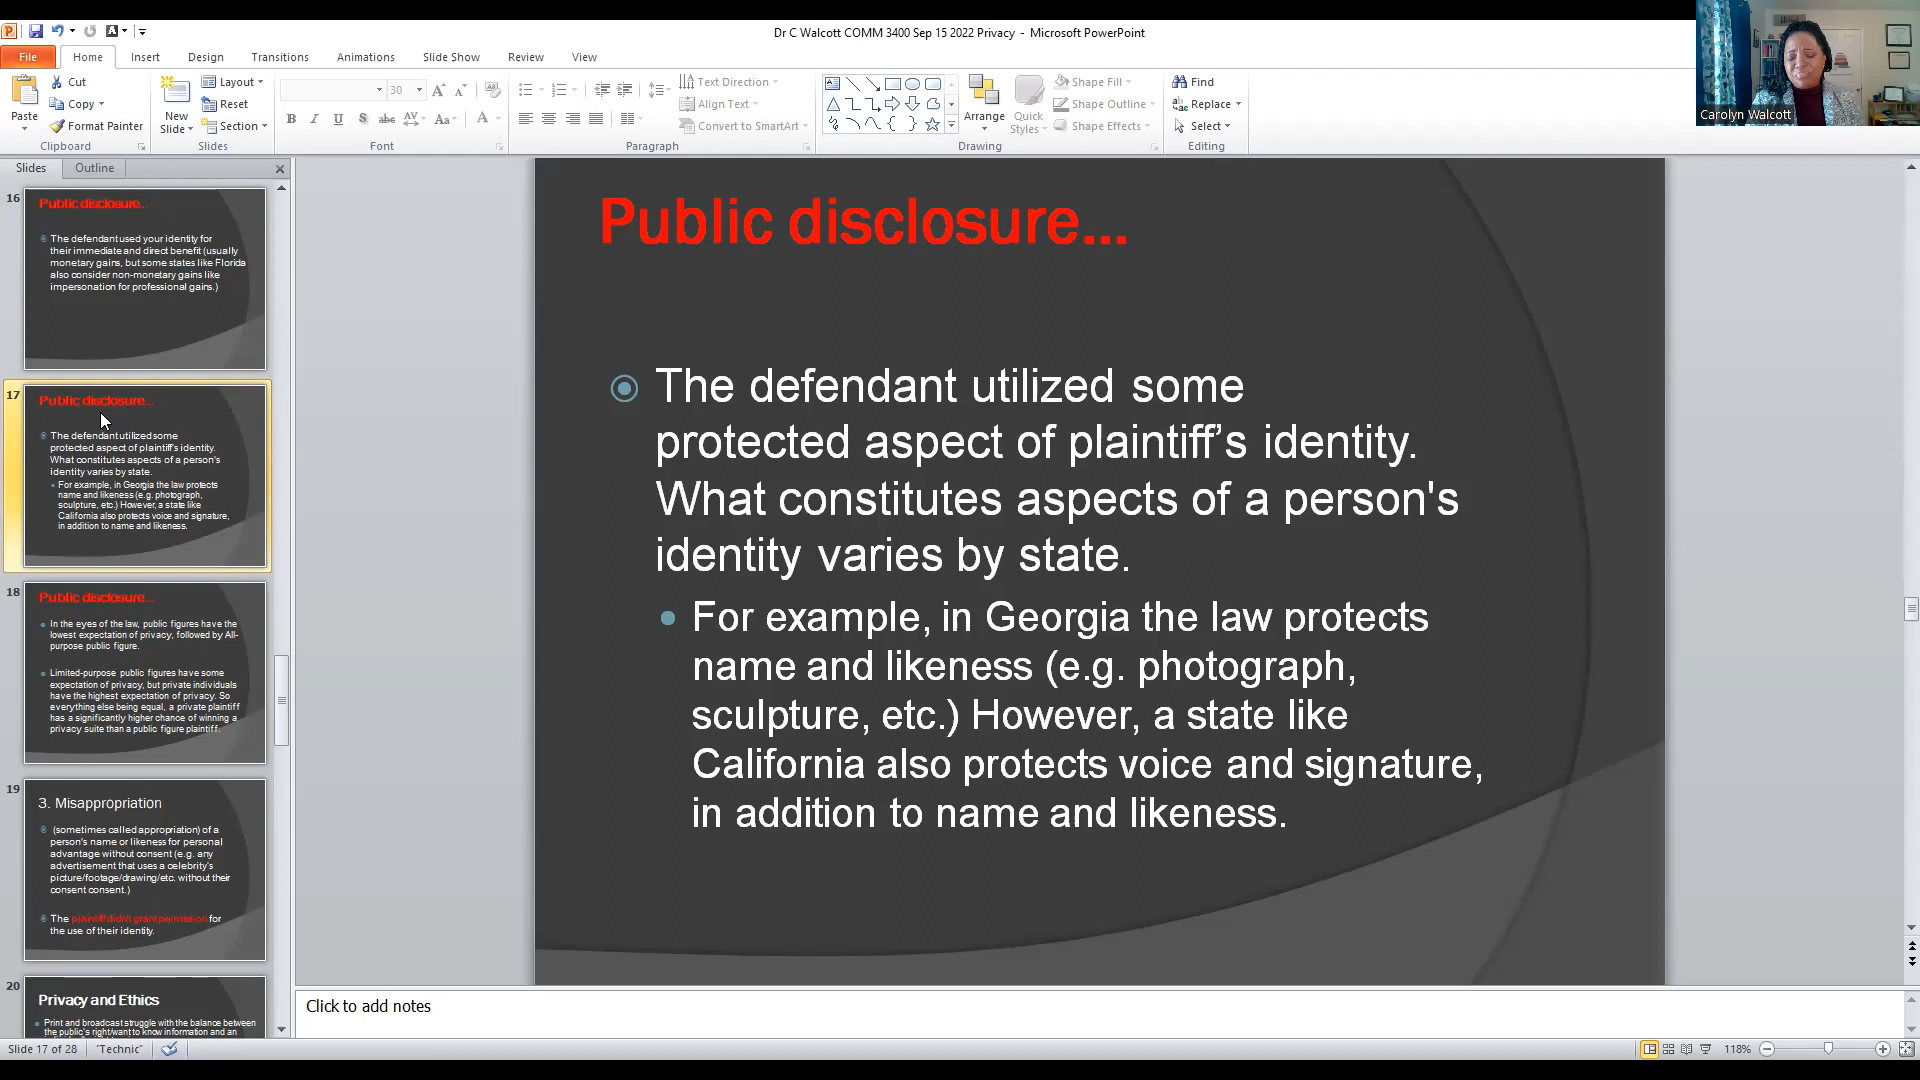 Dr C Walcott COMM 3400 Sep 15 2022 Privacy - Microsoft PowerPoint
File Home Insert Design Transitions Animations Slide Show Review View
Paste
Cut
Copy
Format Painter
Clipboard
New
Slide
Layout
Reset
Section
Slides
30
Font
Text Direction
Align Text
Convert to SmartArt
Paragraph
Arrange
Quick
Styles
Shape Fill
Shape Outline
Shape Effects
Drawing
Find
Replace
Select
Editing
Carolyn Walcott
Slides Outline
16
Public disclosure...
The defendant used your identity for
their immediate and direct benefit (usually
monetary gains, but some states like Florida
also consider non-monetary gains like
impersonation for professional gains.)
17
Public disclosure...
The defendant utilized some
protected aspect of plaintiff's identity.
What constitutes aspects of a person's
identity varies by state.
For example, in Georgia the law protects
name and likeness (e.g. photograph,
sculpture, etc.) However, a state like
California also protects voice and signature,
in addition to name and likeness.
18
Public disclosure...
In the eyes of the law, public figures have the
lowest expectation of privacy, followed by All-
purpose public figure.
Limited-purpose public figures have some
expectation of privacy, but private individuals
have the highest expectation of privacy. So
everything else being equal, a private plaintiff
has a significantly higher chance of winning a
privacy suite than a public figure plaintiff.
19
3. Misappropriation
(sometimes called appropriation) of a
person's name or likeness for personal
advantage without consent (e.g. any
advertisement that uses a celebrity's
picture/footage/drawing/etc. without their
consent consent.)
The plaintiff didn't grant permission for
the use of their identity.
20
Privacy and Ethics
Print and broadcast struggle with the balance between
the public's right/want to know information and an
Public disclosure...
The defendant utilized some
protected aspect of plaintiff’s identity.
What constitutes aspects of a person's
identity varies by state.
For example, in Georgia the law protects
name and likeness (e.g. photograph,
sculpture, etc.) However, a state like
California also protects voice and signature,
in addition to name and likeness.
Click to add notes
Slide 17 of 28 "Technic" 118%